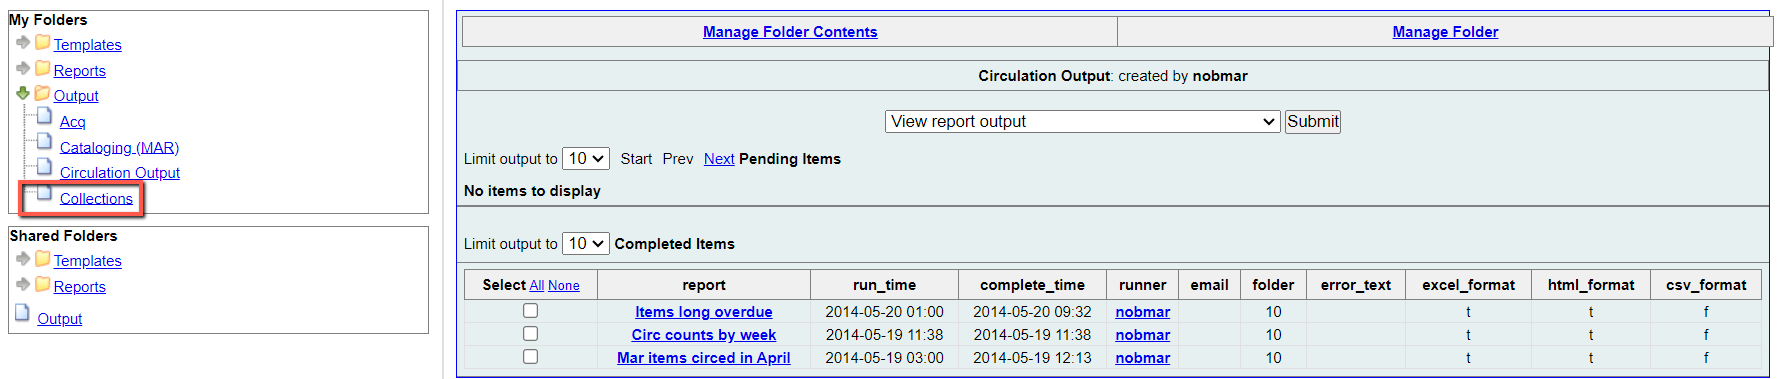 My Folders
Templates
Reports
Output
Acq
Cataloging (MAR)
Circulation Output
Collections
Shared Folders
Templates
Reports
Output
Manage Folder Contents Manage Folder
Circulation Output: created by nobmar
View report output Submit
Limit output to 10 Start Prev Next Pending Items
No items to display
Limit output to 10 Completed Items
Select All None report run_time complete_time runner email folder error_text excel_format html_format csv_format
Items long overdue 2014-05-20 01:00 2014-05-20 09:32 nobmar 10 t t f
Circ counts by week 2014-05-19 11:38 2014-05-19 11:38 nobmar 10 t t f
Mar items circed in April 2014-05-19 03:00 2014-05-19 12:13 nobmar 10 t t f